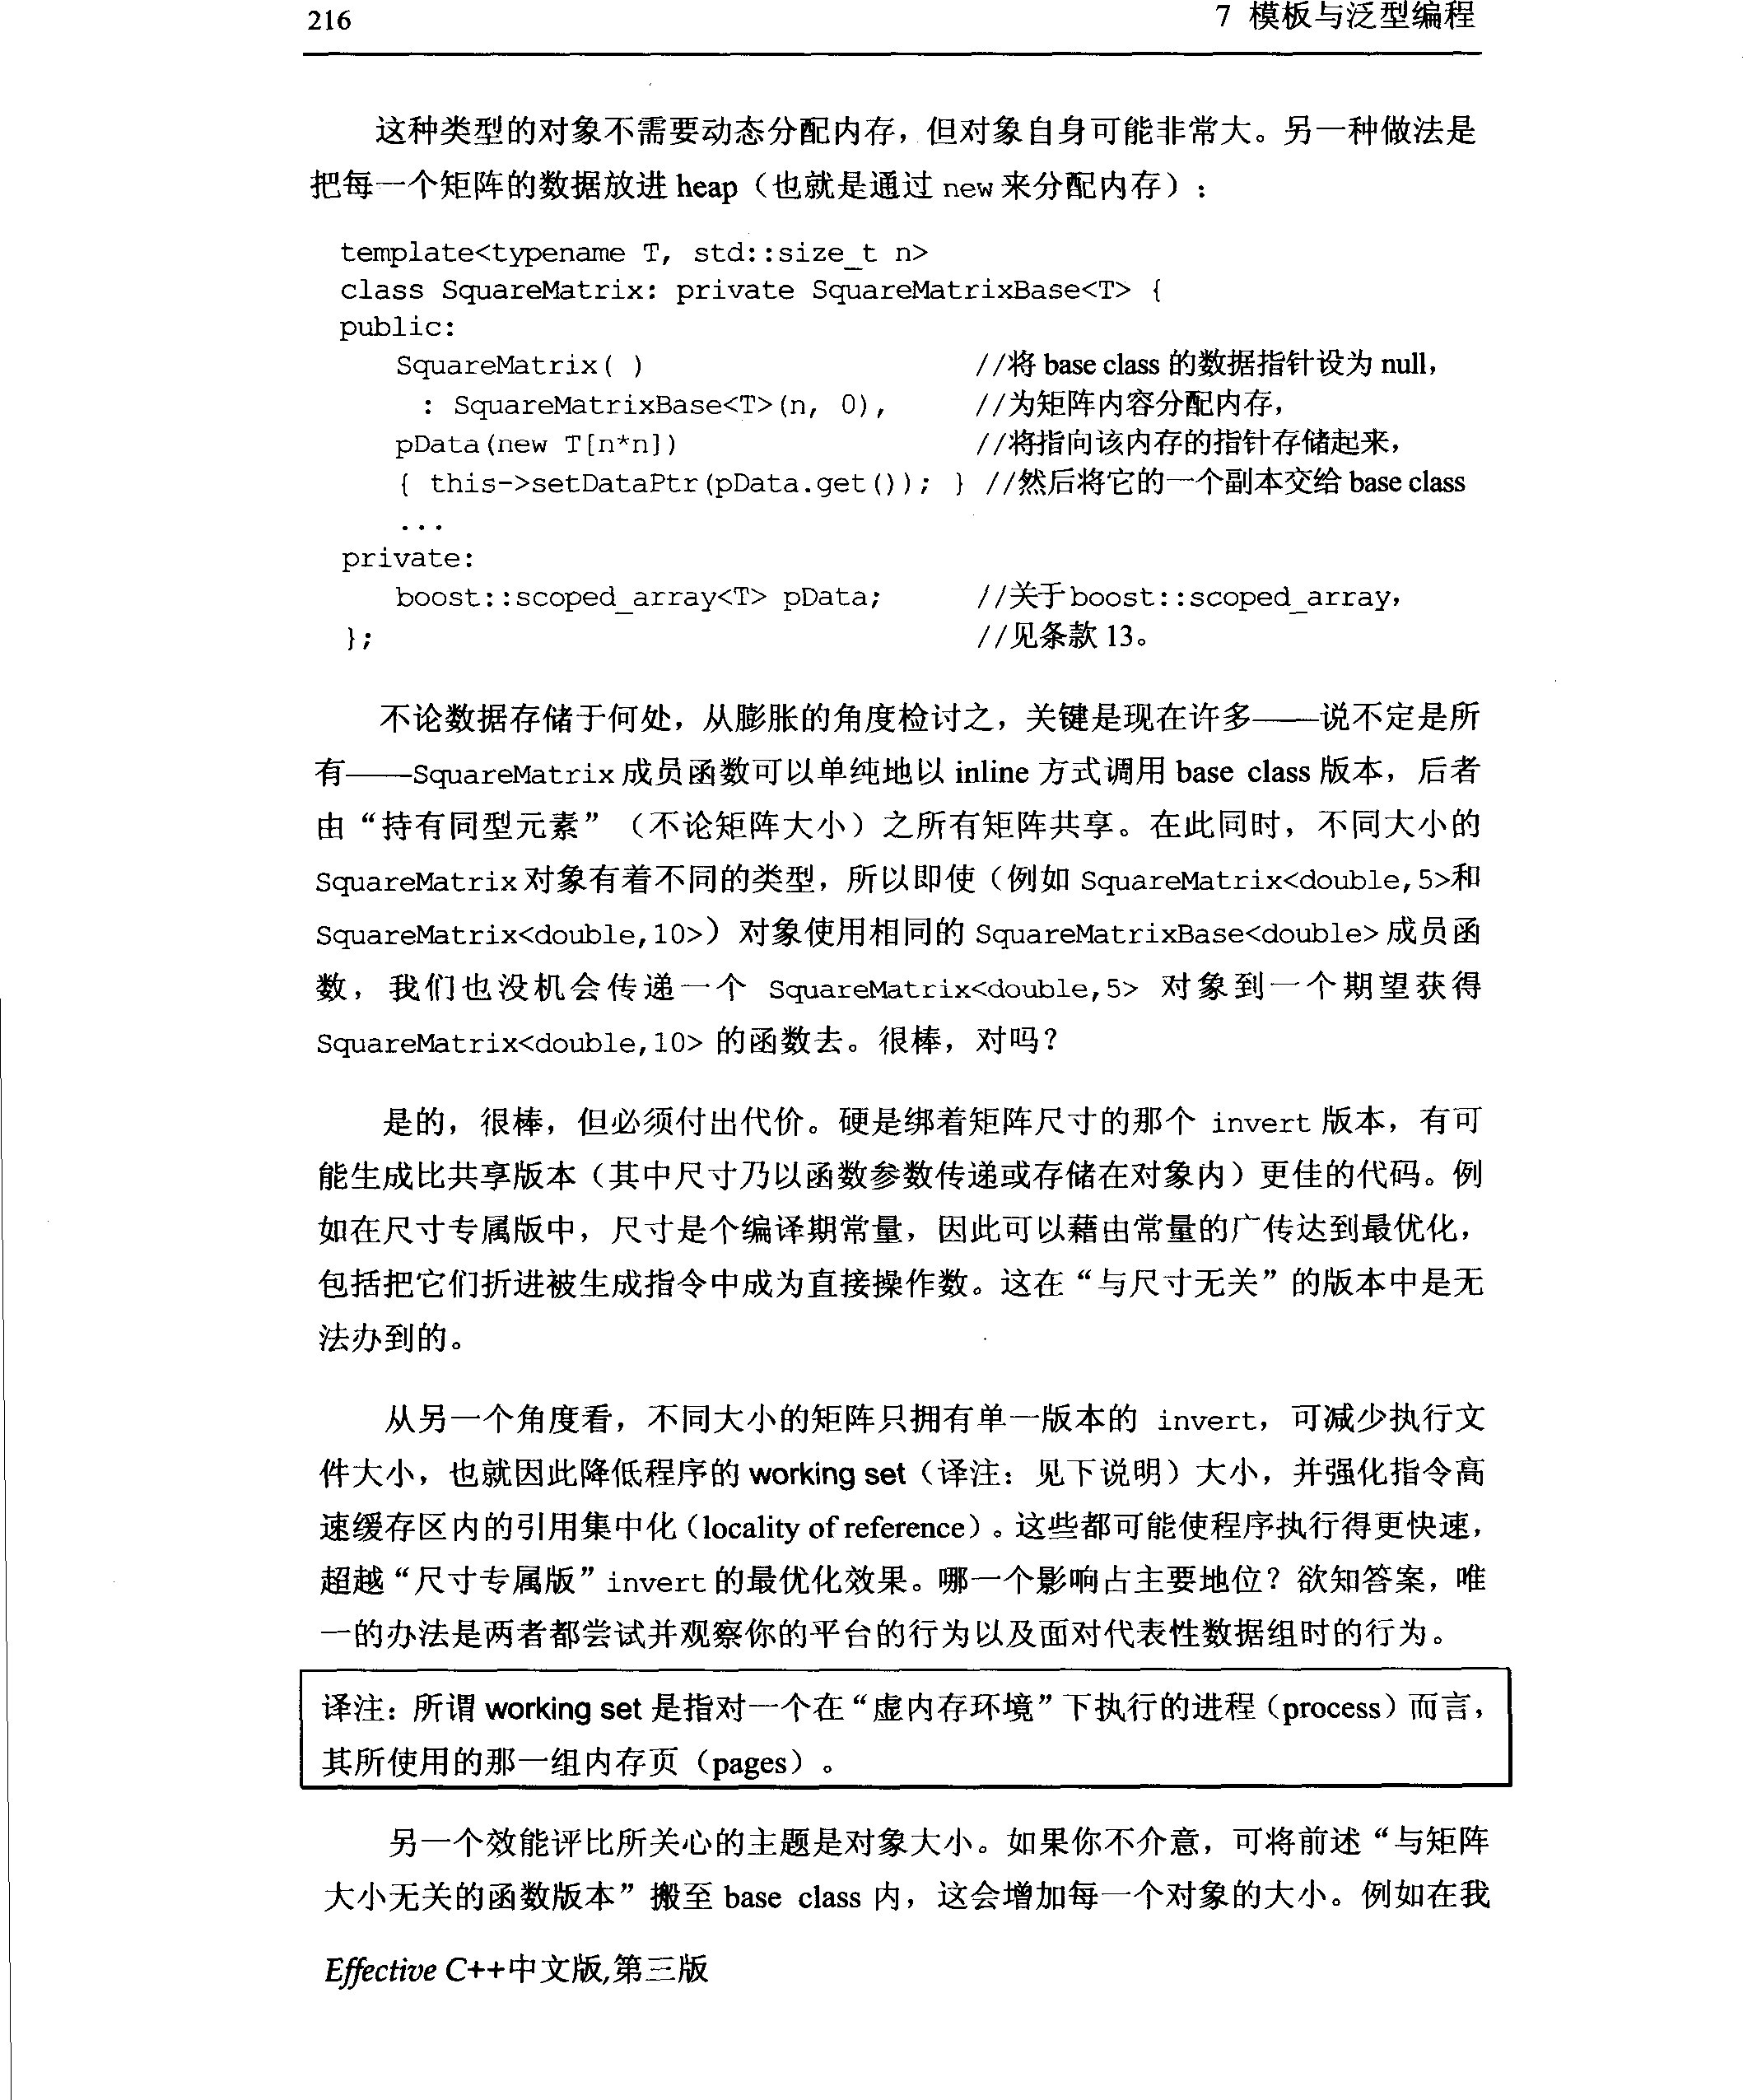 216
7 模板与泛型编程
这种类型的对象不需要动态分配内存，但对象自身可能非常大。另一种做法是
把每一个矩阵的数据放进 heap（也就是通过 new 来分配内存）：
template<typename T, std::size_t n>
class SquareMatrix: private SquareMatrixBase<T> {
public:
SquareMatrix( ) //将 base class 的数据指针设为 null，
: SquareMatrixBase<T>(n, 0), //为矩阵内容分配内存，
pData(new T[n*n]) //将指向该内存的指针存储起来，
{ this->setDataPtr(pData.get()); } //然后将它的一个副本交给 base class
...
private:
boost::scoped_array<T> pData; //关于boost::scoped_array，
}; //见条款 13。
不论数据存储于何处，从膨胀的角度检讨之，关键是现在许多——说不定是所
有——SquareMatrix 成员函数可以单纯地以 inline 方式调用 base class 版本，后者
由“持有同型元素”（不论矩阵大小）之所有矩阵共享。在此同时，不同大小的
SquareMatrix 对象有着不同的类型，所以即使（例如 SquareMatrix<double,5>和
SquareMatrix<double,10>）对象使用相同的 SquareMatrixBase<double> 成员函
数，我们也没机会传递一个 SquareMatrix<double,5> 对象到一个期望获得
SquareMatrix<double,10> 的函数去。很棒，对吗？
是的，很棒，但必须付出代价。硬是绑着矩阵尺寸的那个 invert 版本，有可
能生成比共享版本（其中尺寸乃以函数参数传递或存储在对象内）更佳的代码。例
如在尺寸专属版中，尺寸是个编译期常量，因此可以藉由常量的广传达到最优化，
包括把它们折进被生成指令中成为直接操作数。这在“与尺寸无关”的版本中是无
法办到的。
从另一个角度看，不同大小的矩阵只拥有单一版本的 invert，可减少执行文
件大小，也就因此降低程序的 working set（译注：见下说明）大小，并强化指令高
速缓存区内的引用集中化（locality of reference）。这些都可能使程序执行得更快速，
超越“尺寸专属版”invert 的最优化效果。哪一个影响占主要地位？欲知答案，唯
一的办法是两者都尝试并观察你的平台的行为以及面对代表性数据组时的行为。
译注：所谓 working set 是指对一个在“虚内存环境”下执行的进程（process）而言，
其所使用的那一组内存页（pages）。
另一个效能评比所关心的主题是对象大小。如果你不介意，可将前述“与矩阵
大小无关的函数版本”搬至 base class 内，这会增加每一个对象的大小。例如在我
Effective C++中文版,第三版